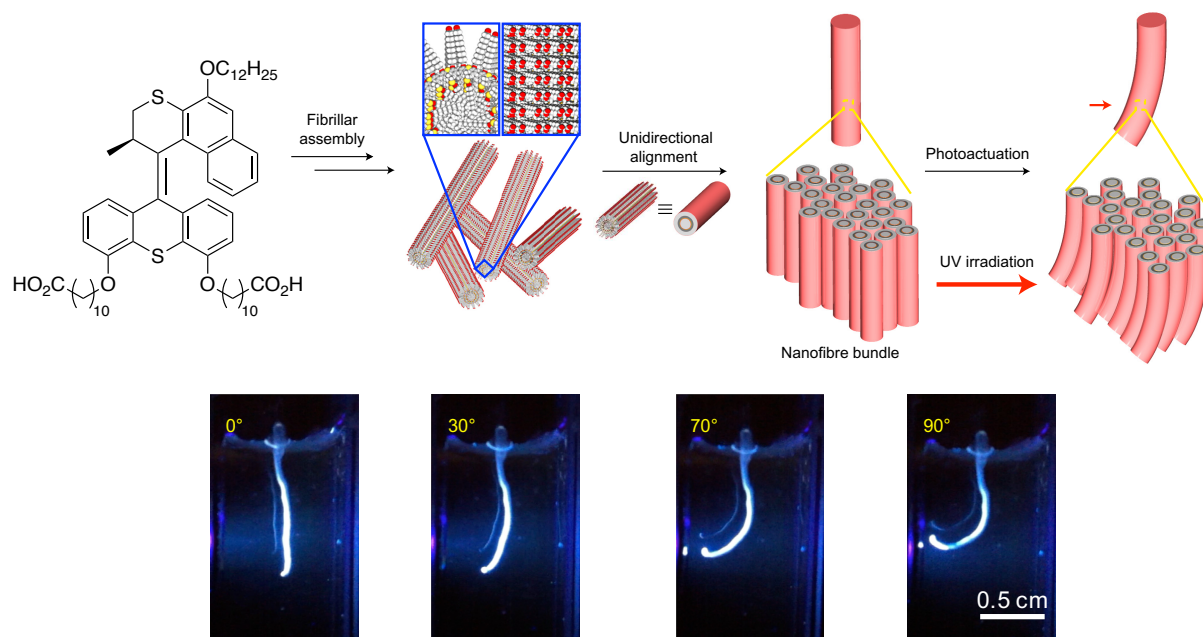 OC12H25
S
S
O
O
HO2C
CO2H
10
10
Fibrillar
assembly
Unidirectional
alignment
≡
Nanofibre bundle
Photoactuation
UV irradiation
0°
30°
70°
90°
0.5 cm